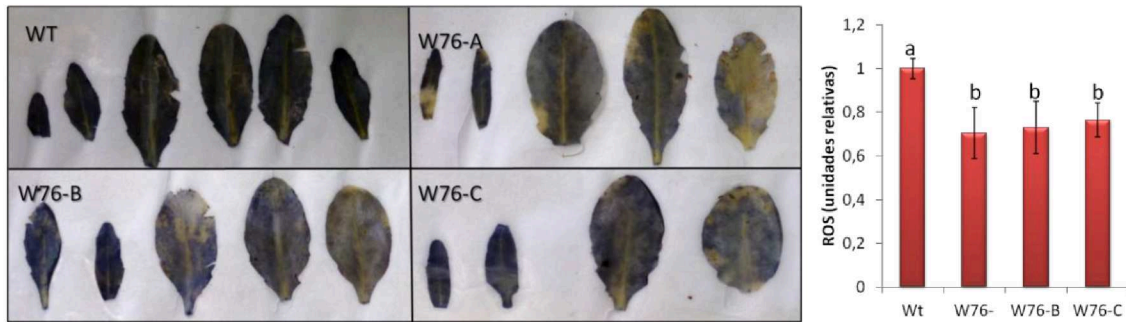 WT
W76-A
W76-B
W76-C
ROS (unidades relativas)
1,2
1
0,8
0,6
0,4
0,2
0
a
b
b
b
Wt
W76-
W76-B
W76-C